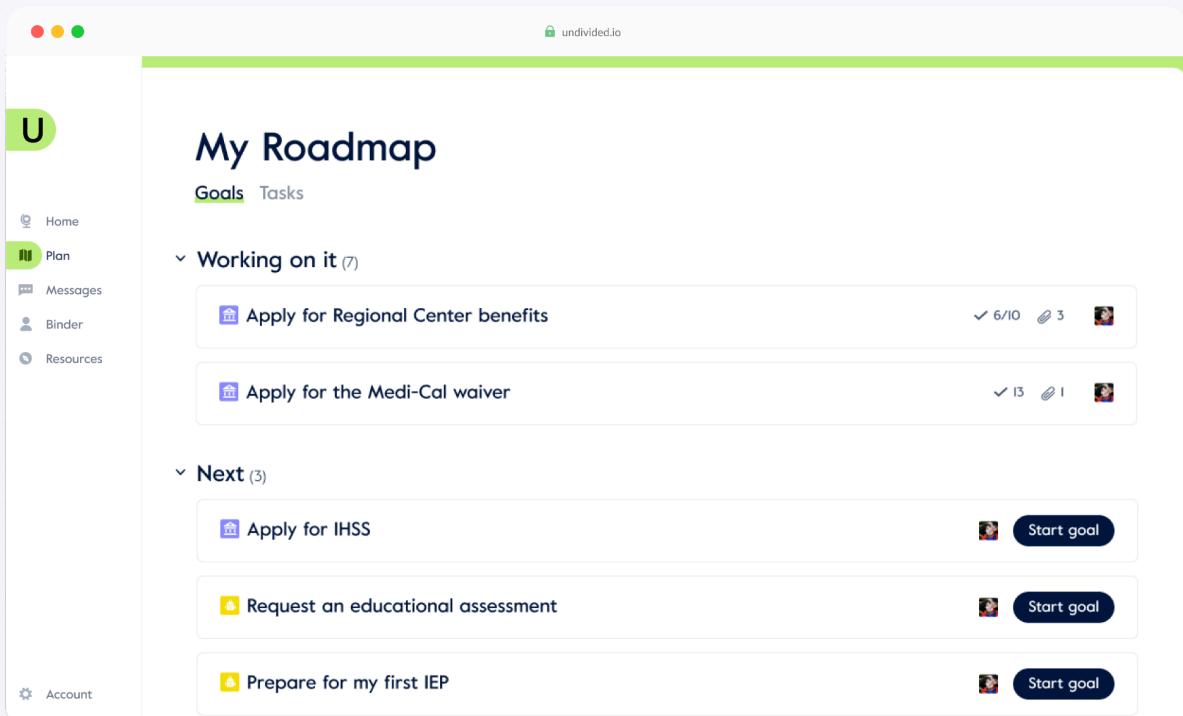 undivided.io
U
My Roadmap
Goals Tasks
Home
Plan
Messages
Binder
Resources
Account
Working on it (7)
Apply for Regional Center benefits 6/10 3
Apply for the Medi-Cal waiver 13 1
Next (3)
Apply for IHSS Start goal
Request an educational assessment Start goal
Prepare for my first IEP Start goal